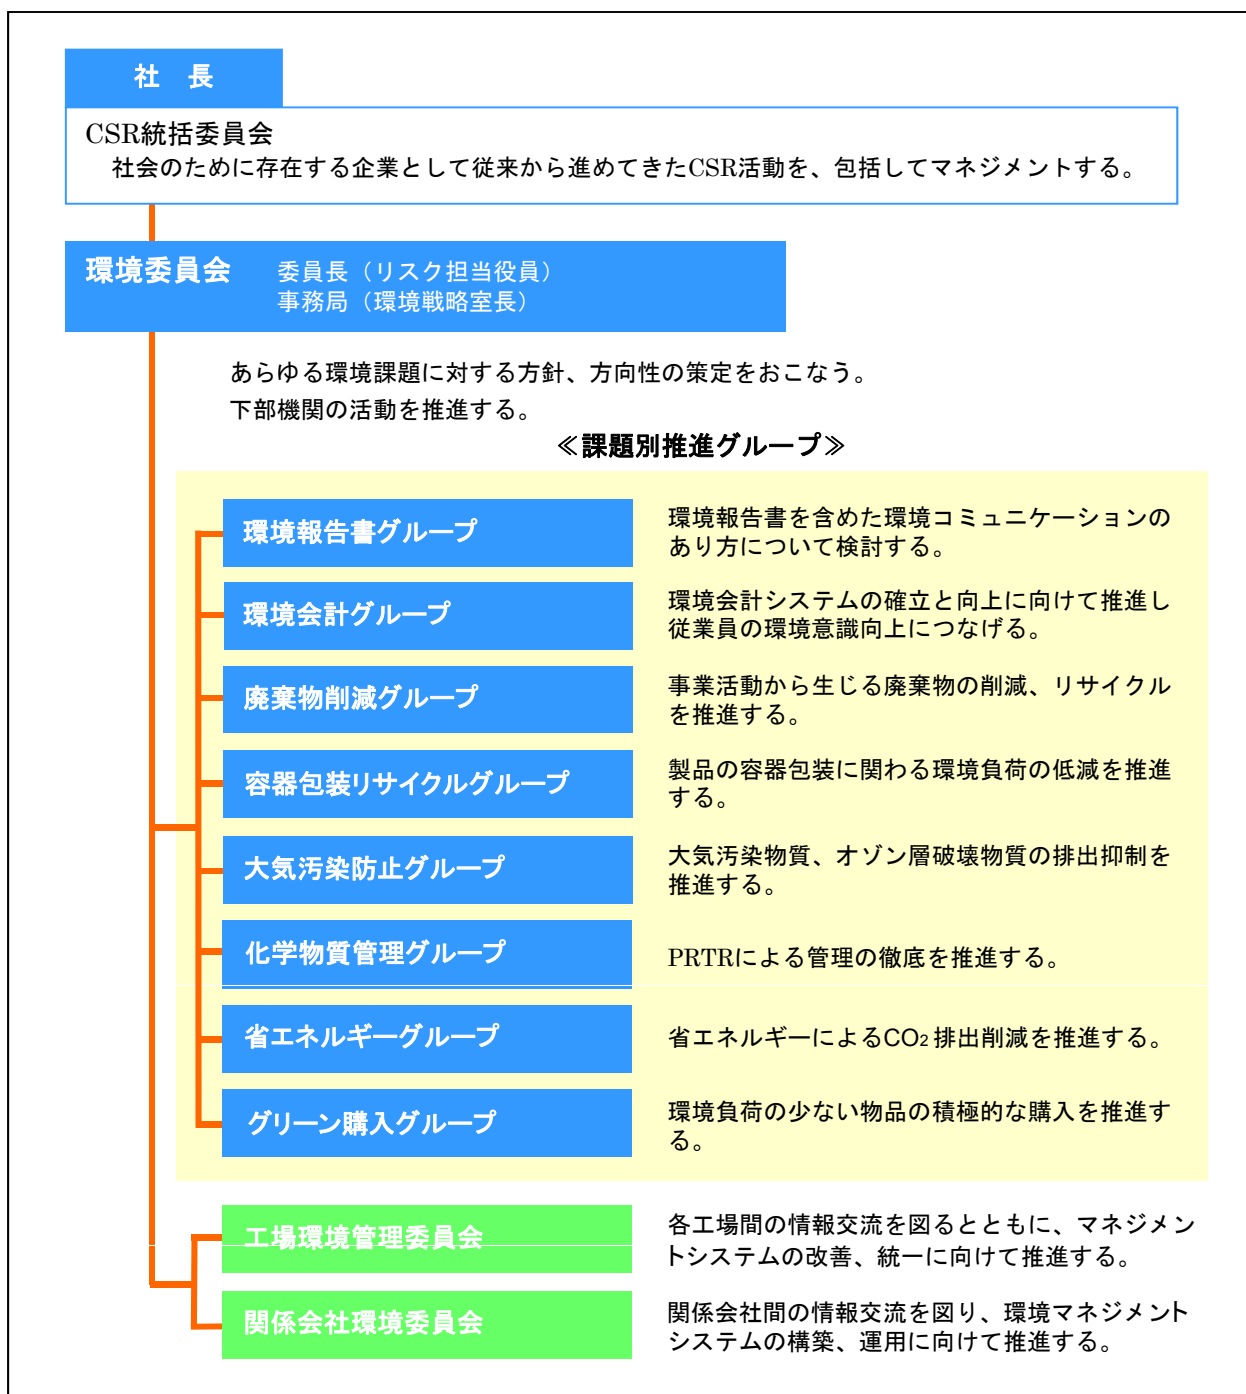 社　長
CSR統括委員会
社会のために存在する企業として従来から進めてきたCSR活動を、包括してマネジメントする。
環境委員会　委員長（リスク担当役員）
事務局（環境戦略室長）
あらゆる環境課題に対する方針、方向性の策定をおこなう。
下部機関の活動を推進する。
≪課題別推進グループ≫
環境報告書グループ
環境報告書を含めた環境コミュニケーションの
あり方について検討する。
環境会計グループ
環境会計システムの確立と向上に向けて推進し
従業員の環境意識向上につなげる。
廃棄物削減グループ
事業活動から生じる廃棄物の削減、リサイクル
を推進する。
容器包装リサイクルグループ
製品の容器包装に関わる環境負荷の低減を推進
する。
大気汚染防止グループ
大気汚染物質、オゾン層破壊物質の排出抑制を
推進する。
化学物質管理グループ
PRTRによる管理の徹底を推進する。
省エネルギーグループ
省エネルギーによるCO₂排出削減を推進する。
グリーン購入グループ
環境負荷の少ない物品の積極的な購入を推進す
る。
工場環境管理委員会
各工場間の情報交流を図るとともに、マネジメン
トシステムの改善、統一に向けて推進する。
関係会社環境委員会
関係会社間の情報交流を図り、環境マネジメント
システムの構築、運用に向けて推進する。